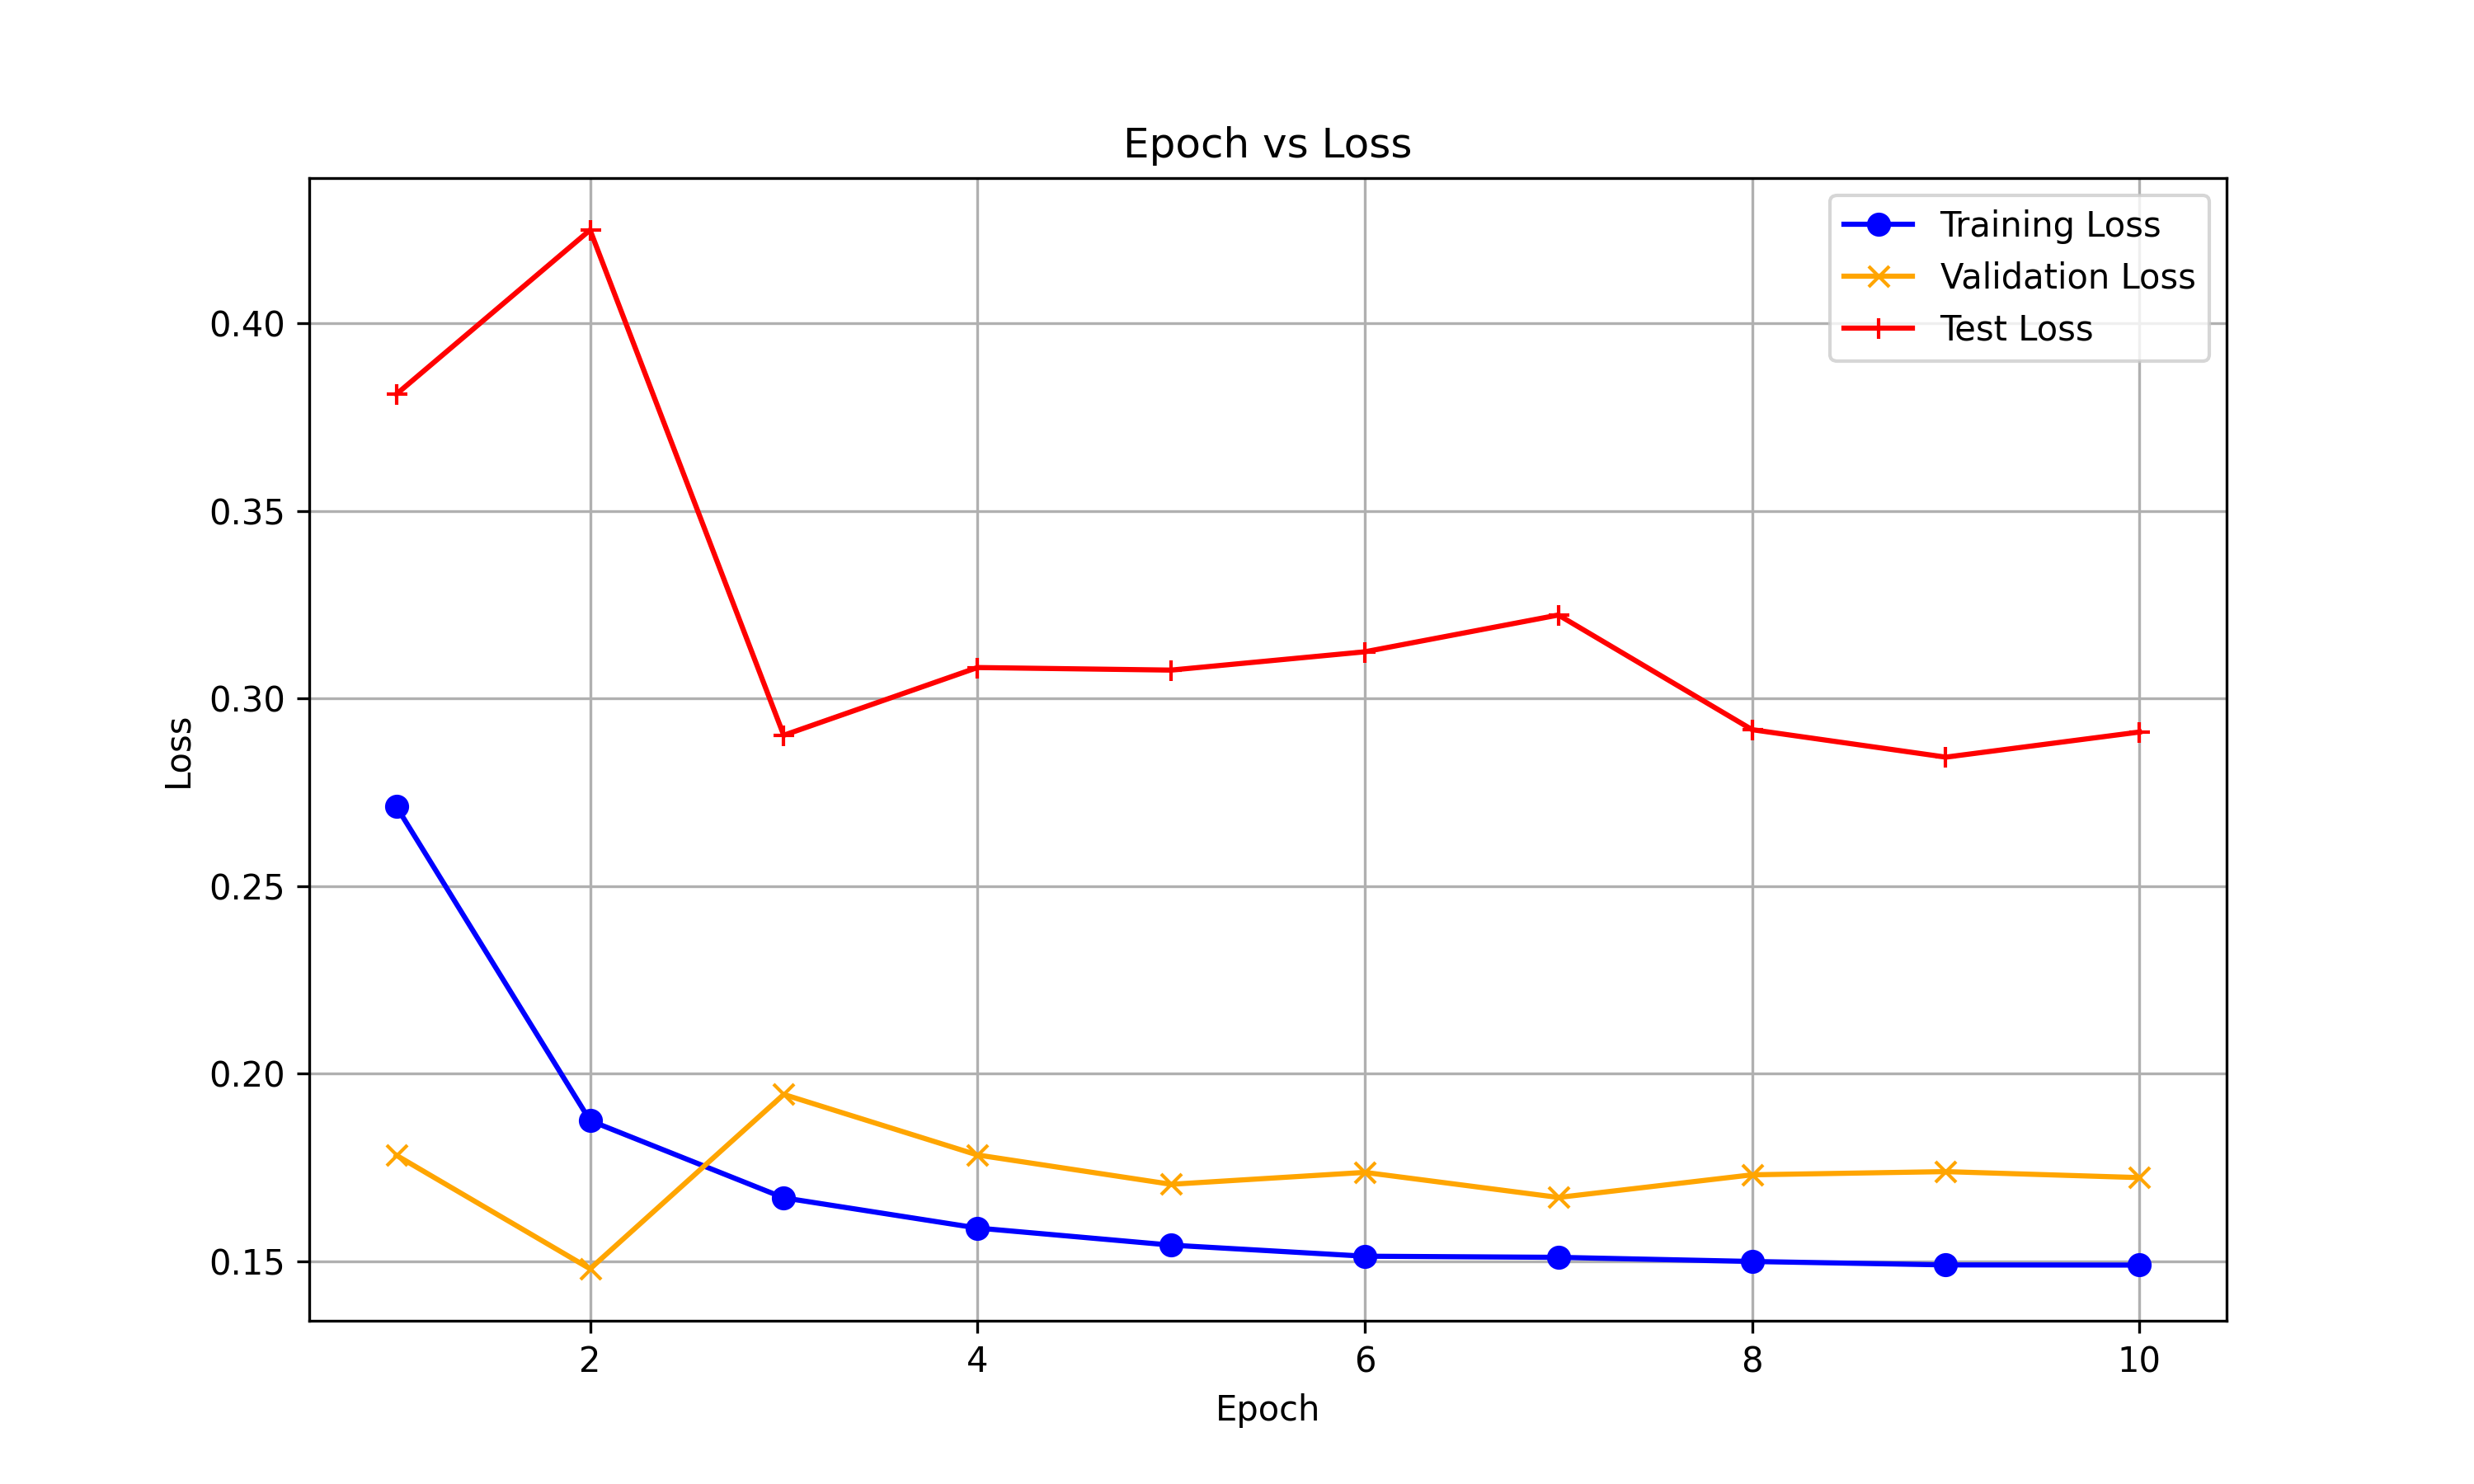 Epoch vs Loss
Training Loss
Validation Loss
Test Loss
0.40
0.35
0.30
0.25
0.20
0.15
Loss
2 4 6 8 10
Epoch